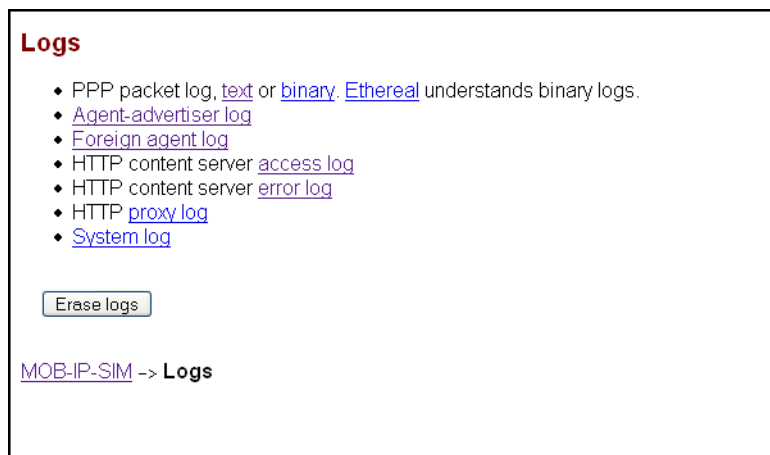 Logs
PPP packet log, text or binary. Ethereal understands binary logs.
Agent-advertiser log
Foreign agent log
HTTP content server access log
HTTP content server error log
HTTP proxy log
System log
Erase logs
MOB-IP-SIM -> Logs